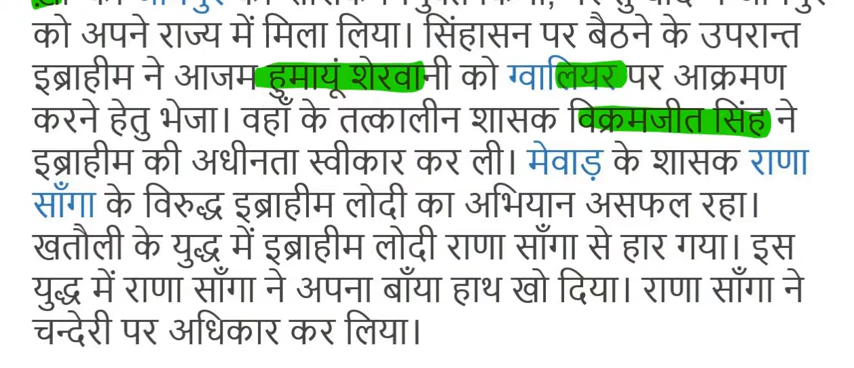 को अपने राज्य में मिला लिया। सिंहासन पर बैठने के उपरान्त
इब्राहीम ने आजम हुमायूं शेरवानी को ग्वालियर पर आक्रमण
करने हेतु भेजा। वहाँ के तत्कालीन शासक विक्रमजीत सिंह ने
इब्राहीम की अधीनता स्वीकार कर ली। मेवाड़ के शासक राणा
साँगा के विरुद्ध इब्राहीम लोदी का अभियान असफल रहा।
खतौली के युद्ध में इब्राहीम लोदी राणा साँगा से हार गया। इस
युद्ध में राणा साँगा ने अपना बाँया हाथ खो दिया। राणा साँगा ने
चन्देरी पर अधिकार कर लिया।